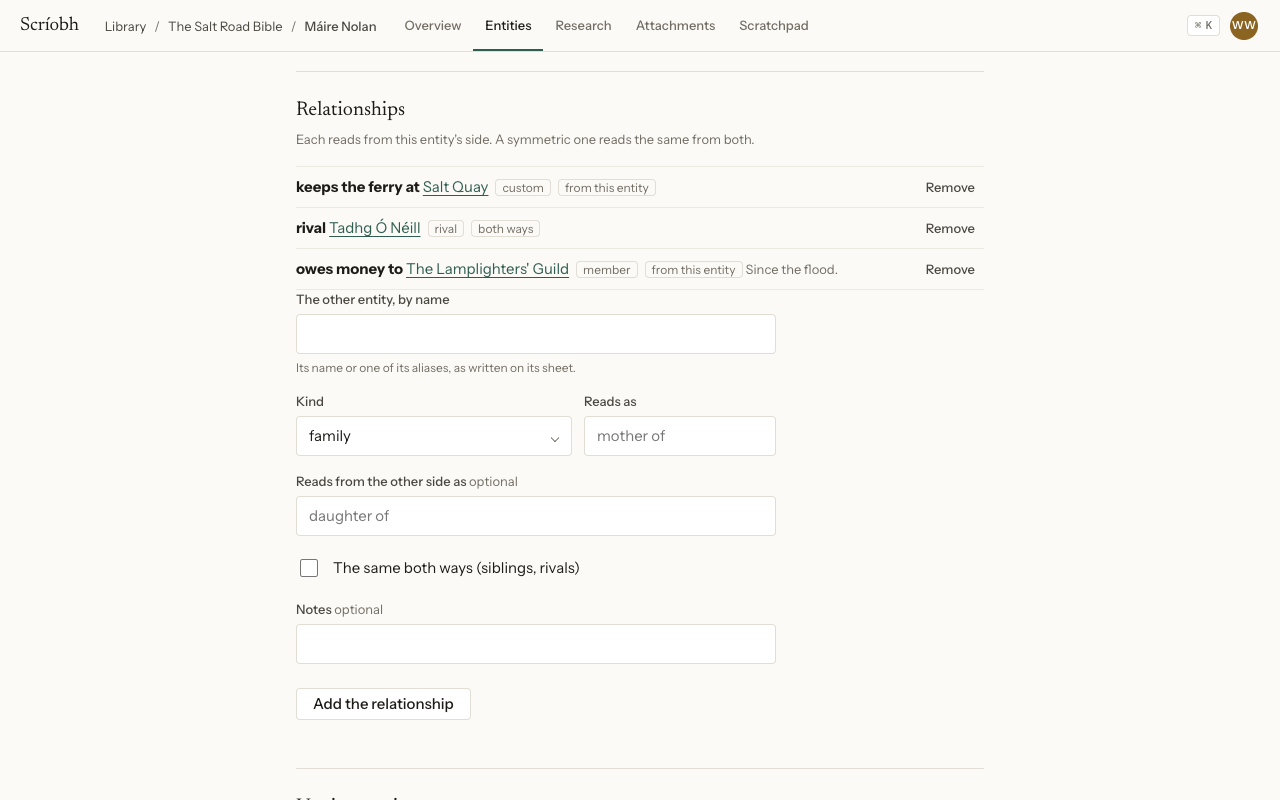 Scríobh Library / The Salt Road Bible / Máire Nolan Overview Entities Research Attachments Scratchpad ⌘ K WW
Relationships
Each reads from this entity's side. A symmetric one reads the same from both.
keeps the ferry at Salt Quay custom from this entity Remove
rival Tadhg Ó Néill rival both ways Remove
owes money to The Lamplighters' Guild member from this entity Since the flood. Remove
The other entity, by name
Its name or one of its aliases, as written on its sheet.
Kind Reads as
family mother of
Reads from the other side as optional
daughter of
The same both ways (siblings, rivals)
Notes optional
Add the relationship